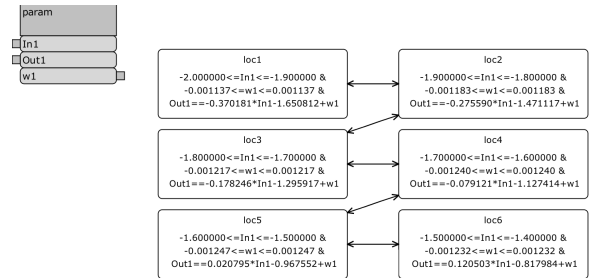 param
In1
Out1
w1
loc1
-2.000000<=In1<=-1.900000 &
-0.001137<=w1<=0.001137 &
Out1==-0.370181*In1-1.650812+w1
loc2
-1.900000<=In1<=-1.800000 &
-0.001183<=w1<=0.001183 &
Out1==-0.275590*In1-1.471117+w1
loc3
-1.800000<=In1<=-1.700000 &
-0.001217<=w1<=0.001217 &
Out1==-0.178246*In1-1.295917+w1
loc4
-1.700000<=In1<=-1.600000 &
-0.001240<=w1<=0.001240 &
Out1==-0.079121*In1-1.127414+w1
loc5
-1.600000<=In1<=-1.500000 &
-0.001247<=w1<=0.001247 &
Out1==0.020795*In1-0.967552+w1
loc6
-1.500000<=In1<=-1.400000 &
-0.001232<=w1<=0.001232 &
Out1==0.120503*In1-0.817984+w1